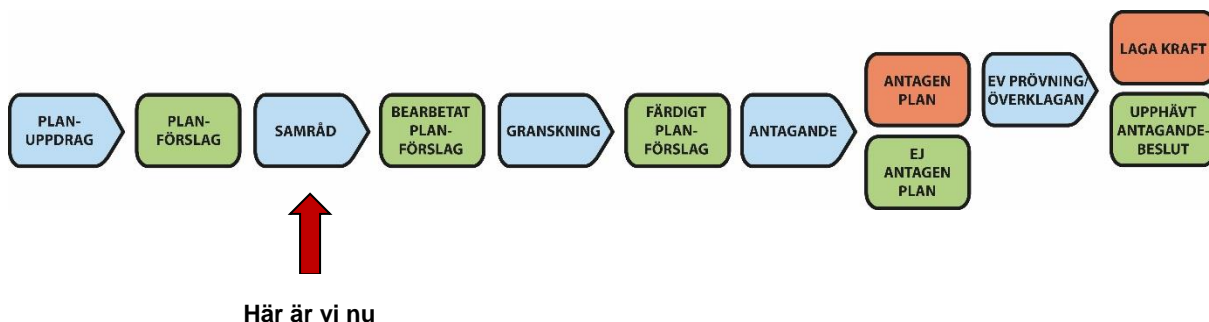 PLAN-
UPPDRAG
PLAN-
FÖRSLAG
SAMRÅD
BEARBETAT
PLAN-
FÖRSLAG
GRANSKNING
FÄRDIGT
PLAN-
FÖRSLAG
ANTAGANDE
ANTAGEN
PLAN
EJ
ANTAGEN
PLAN
EV PRÖVNING/
ÖVERKLAGAN
LAGA KRAFT
UPPHÄVT
ANTAGANDE-
BESLUT
Här är vi nu